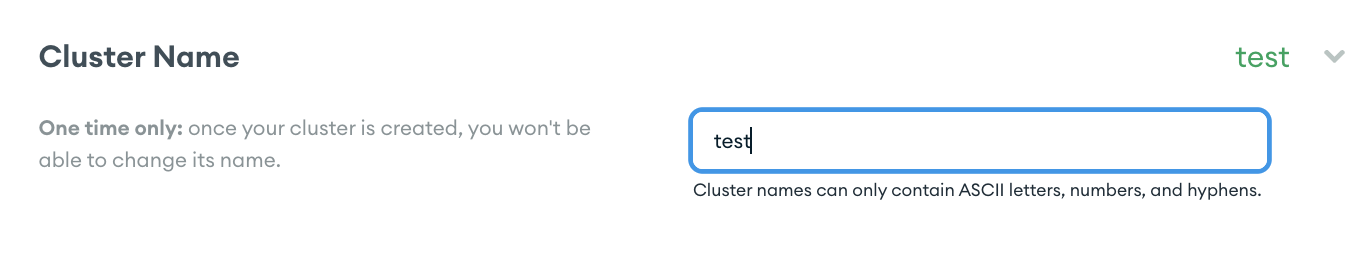 Cluster Name
test
One time only: once your cluster is created, you won't be
able to change its name.
test
Cluster names can only contain ASCII letters, numbers, and hyphens.